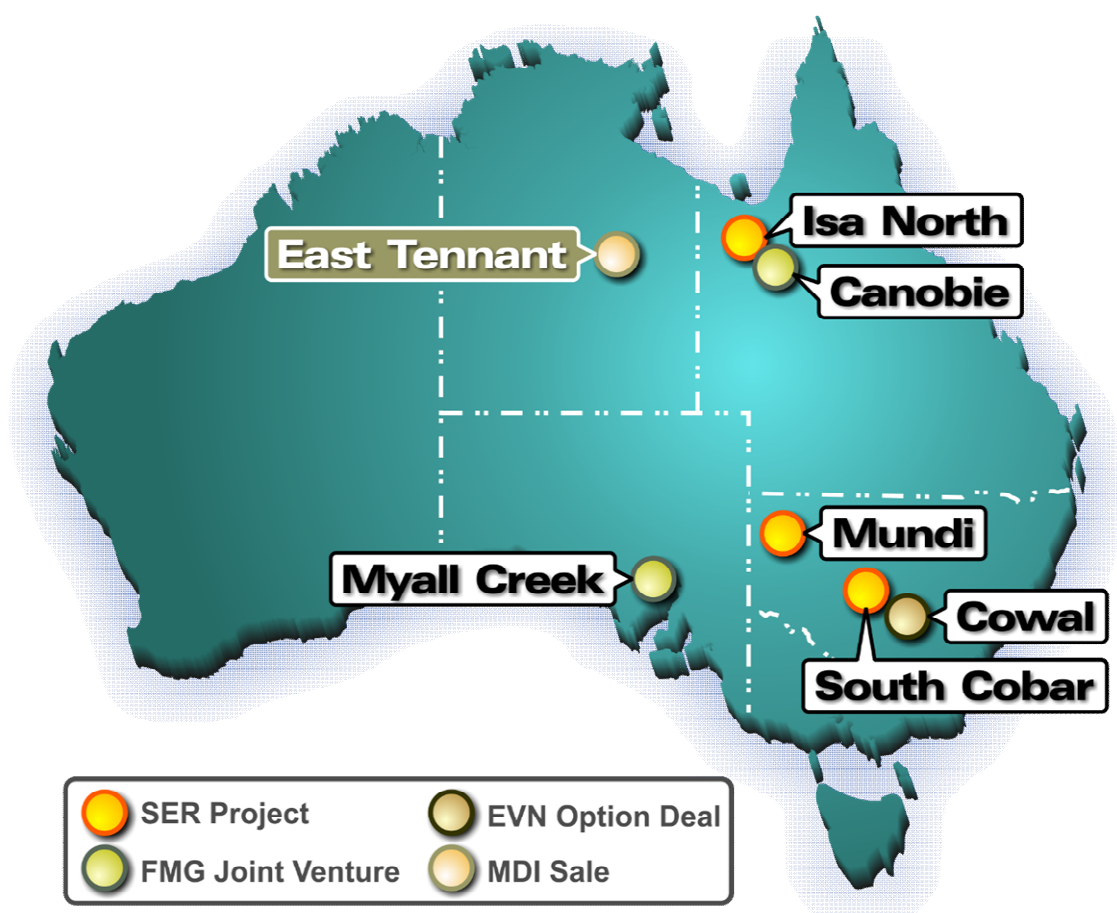 Isa North
East Tennant
Canobie
Mundi
Myall Creek
Cowal
South Cobar
SER Project
EVN Option Deal
FMG Joint Venture
MDI Sale